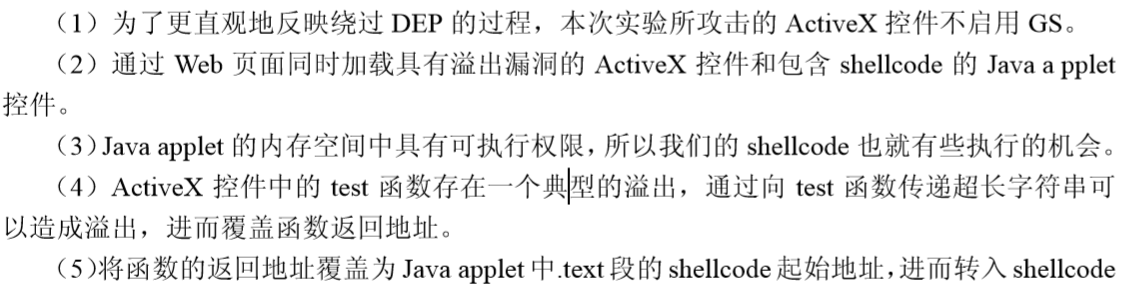 （1）为了更直观地反映绕过 DEP 的过程，本次实验所攻击的 ActiveX 控件不启用 GS。
（2）通过 Web 页面同时加载具有溢出漏洞的 ActiveX 控件和包含 shellcode 的 Java a pplet
控件。
（3）Java applet 的内存空间中具有可执行权限，所以我们的 shellcode 也就有些执行的机会。
（4）ActiveX 控件中的 test 函数存在一个典型的溢出，通过向 test 函数传递超长字符串可
以造成溢出，进而覆盖函数返回地址。
（5）将函数的返回地址覆盖为 Java applet 中.text 段的 shellcode 起始地址，进而转入 shellcode